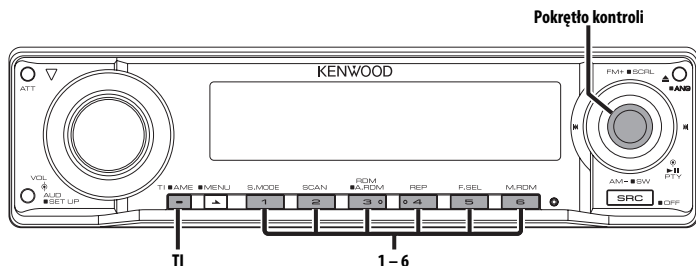 Pokrętło kontroli
KENWOOD
FM+ ■SCRL
ATT
■ANG
VOL
AUD
■SET UP
TI ■AME ■MENU S.MODE SCAN RDM ■A.RDM REP F.SEL M.RDM
1 2 3 4 5 6
AM– ■SW
PTY
SRC ■OFF
TI
1 – 6